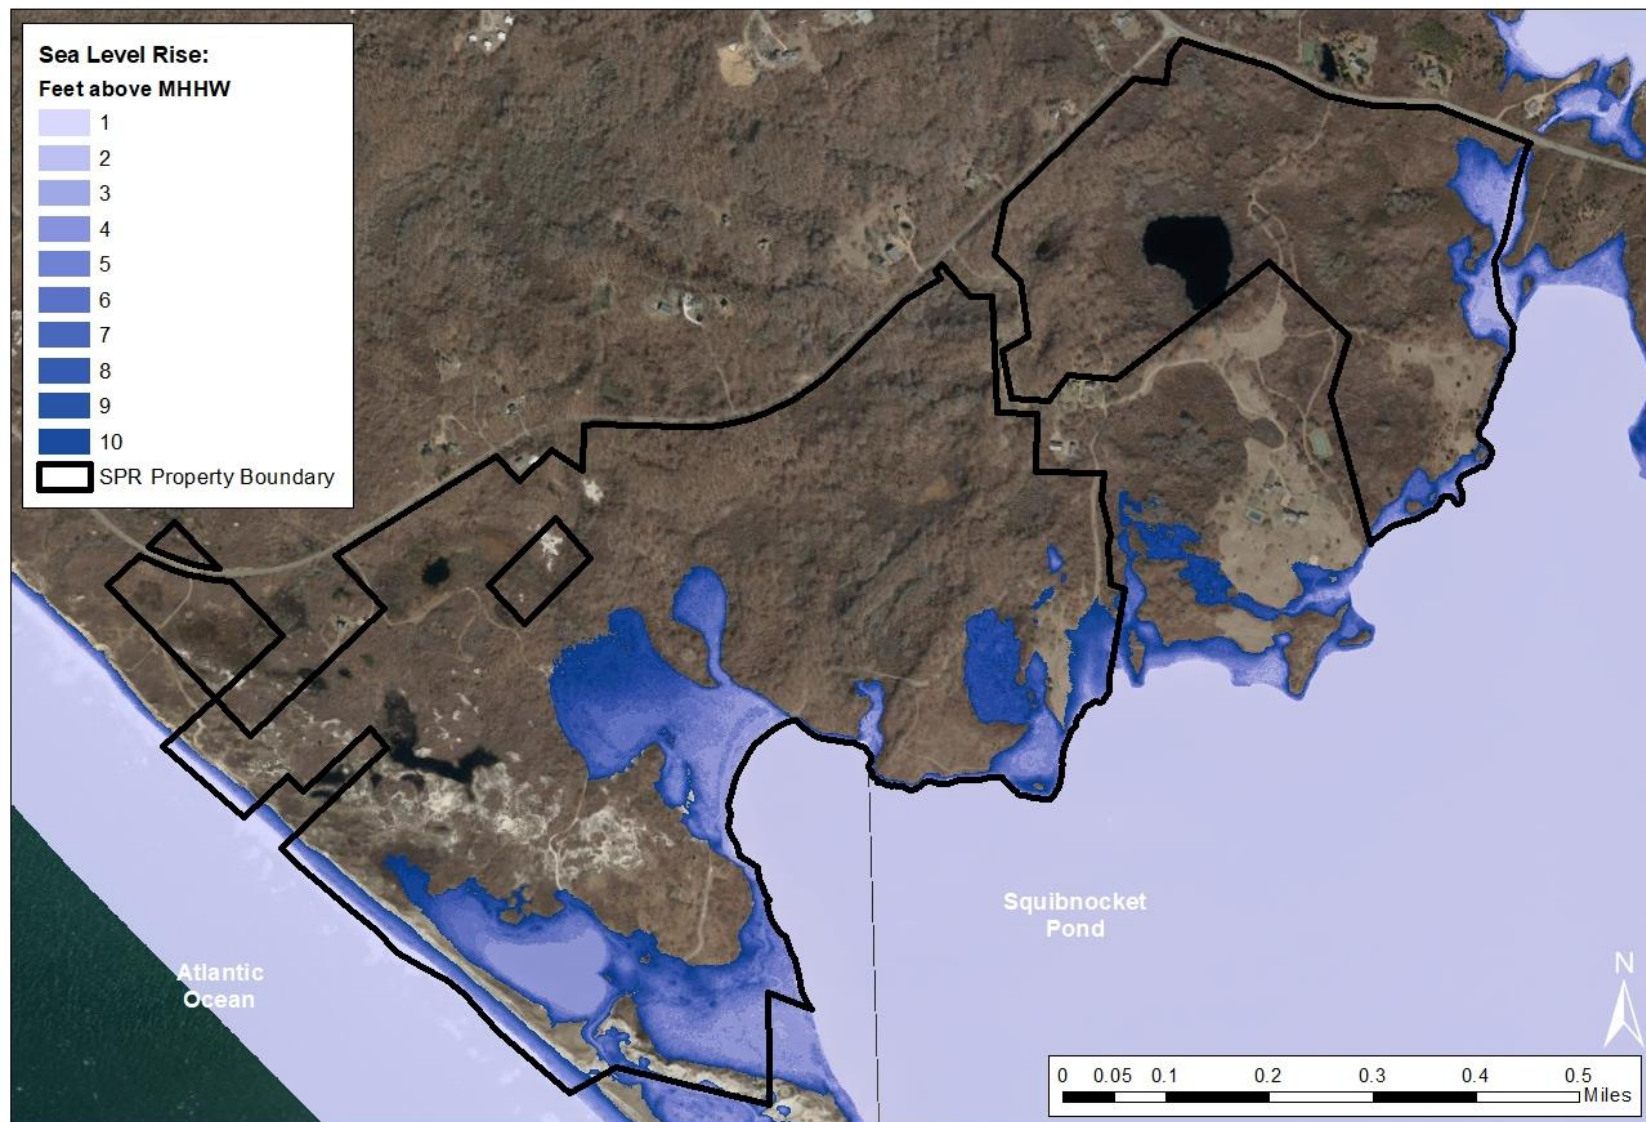 Sea Level Rise:
Feet above MHHW
1
2
3
4
5
6
7
8
9
10
SPR Property Boundary
Squibnocket
Pond
Atlantic
Ocean
N
0 0.05 0.1 0.2 0.3 0.4 0.5
Miles